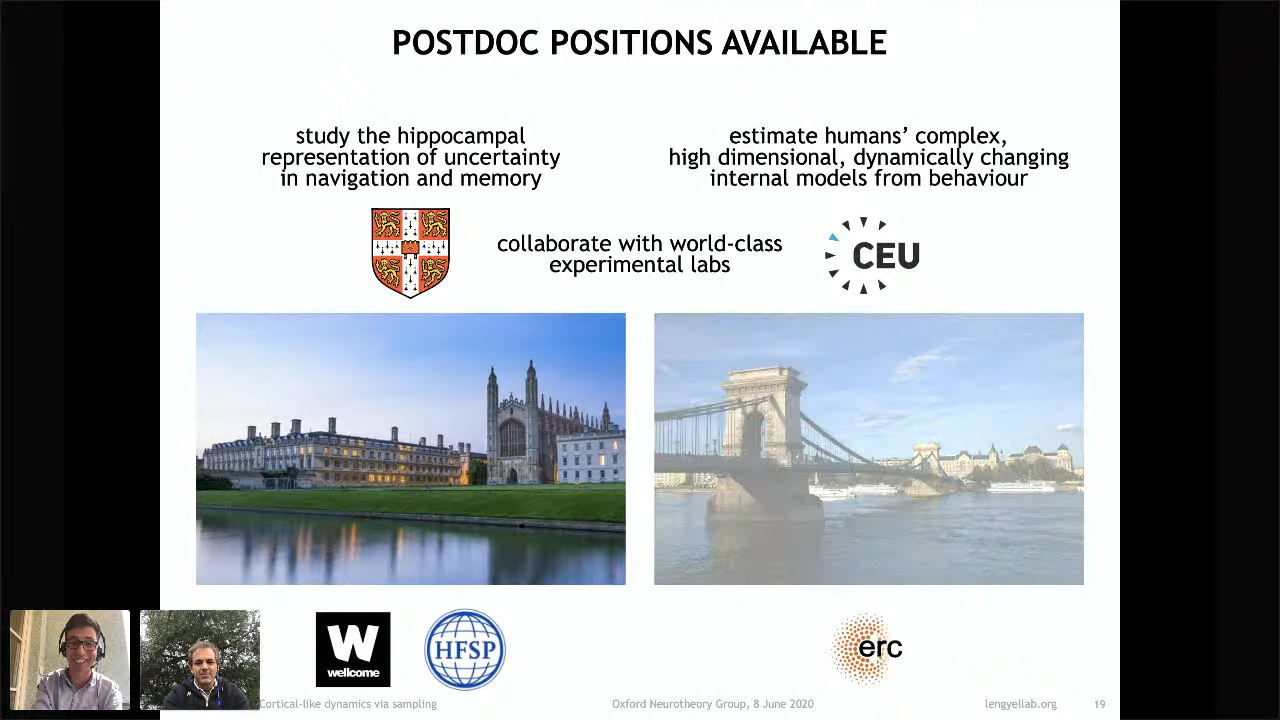 POSTDOC POSITIONS AVAILABLE
study the hippocampal
representation of uncertainty
in navigation and memory
estimate humans’ complex,
high dimensional, dynamically changing
internal models from behaviour
collaborate with world-class
experimental labs
CEU
W
wellcome
HFSP
erc
Cortical-like dynamics via sampling
Oxford Neurotheory Group, 8 June 2020
lengyellab.org
19